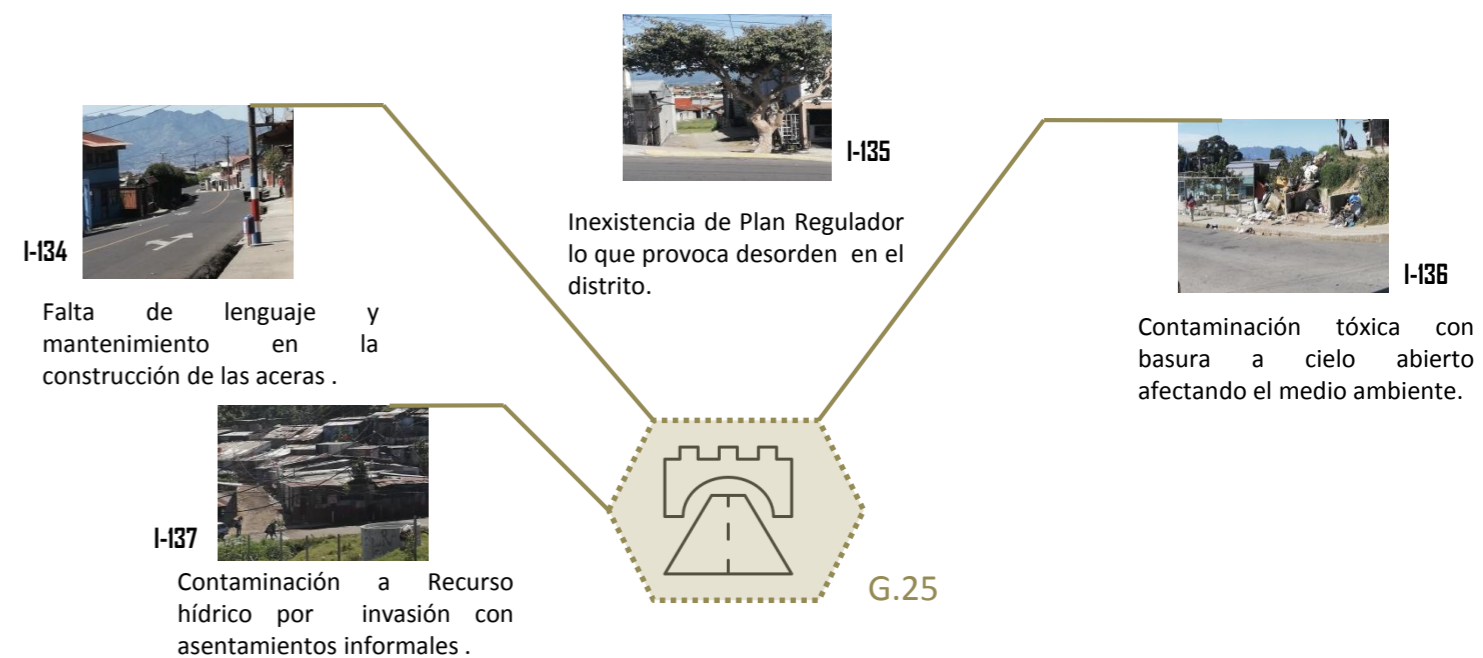 I-134
Falta de lenguaje y
mantenimiento en la
construcción de las aceras .
I-135
Inexistencia de Plan Regulador
lo que provoca desorden en el
distrito.
I-136
Contaminación tóxica con
basura a cielo abierto
afectando el medio ambiente.
I-137
Contaminación a Recurso
hídrico por invasión con
asentamientos informales .
G.25